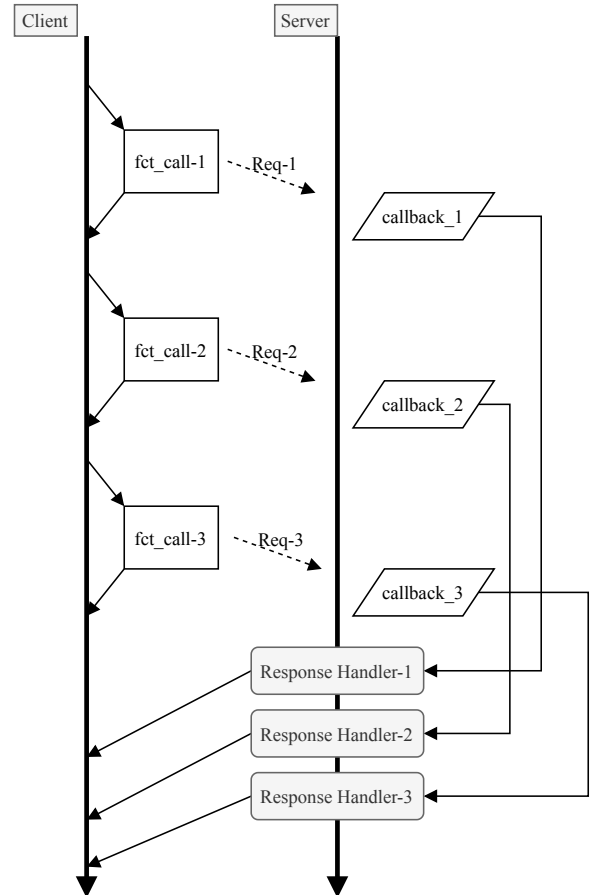 Client
Server
fct_call-1
Req-1
callback_1
fct_call-2
Req-2
callback_2
fct_call-3
Req-3
callback_3
Response Handler-1
Response Handler-2
Response Handler-3